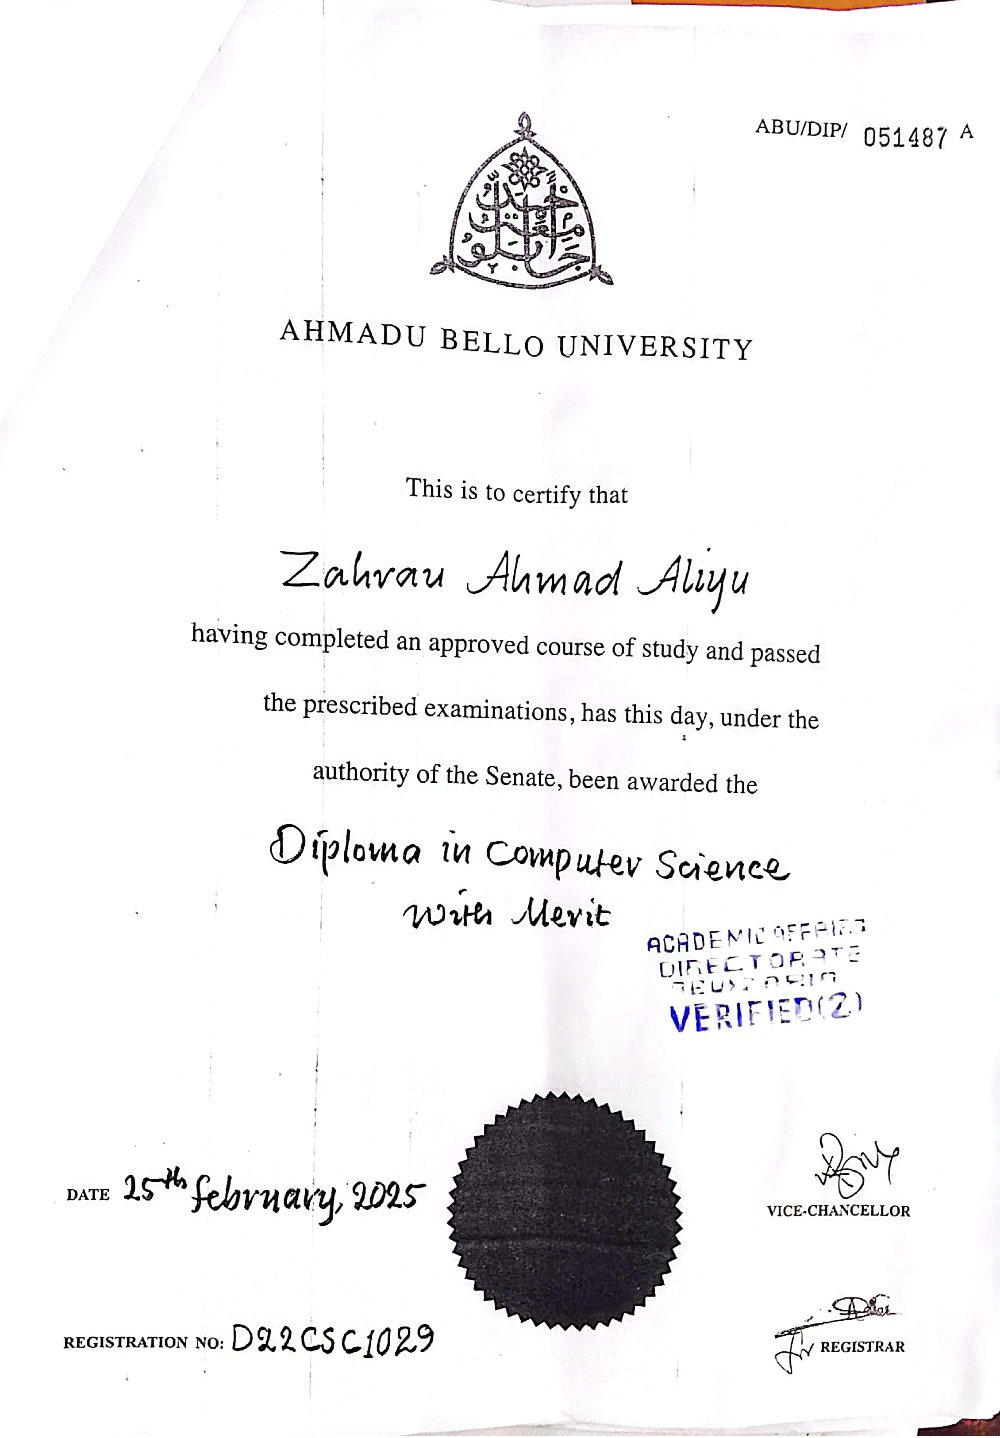 ABU/DIP/ 051487 A
AHMADU BELLO UNIVERSITY
This is to certify that
Zahrau Ahmad Aliyu
having completed an approved course of study and passed
the prescribed examinations, has this day, under the
authority of the Senate, been awarded the
Diploma in Computer Science
With Merit
ACADEMIC AFFAIRS
DIRECTORATE
VERIFIED(2)
DATE 25th february, 2025
VICE-CHANCELLOR
REGISTRATION NO: D22CSC1029
REGISTRAR